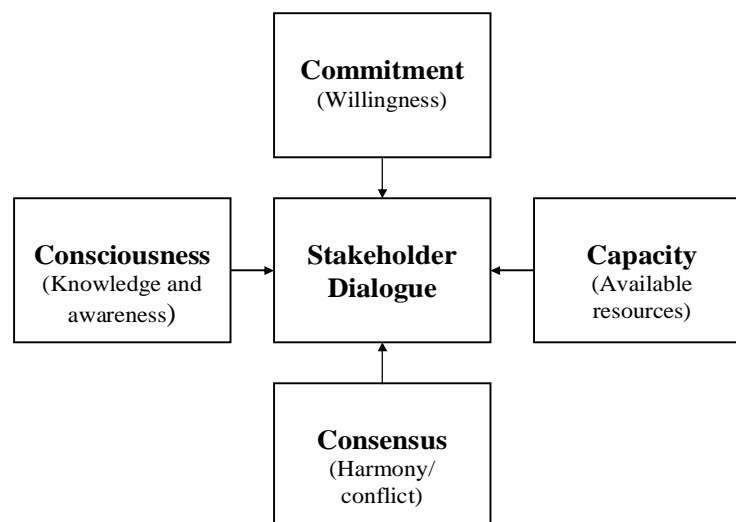 Commitment
(Willingness)
Consciousness
(Knowledge and
awareness)
Stakeholder
Dialogue
Capacity
(Available
resources)
Consensus
(Harmony/
conflict)